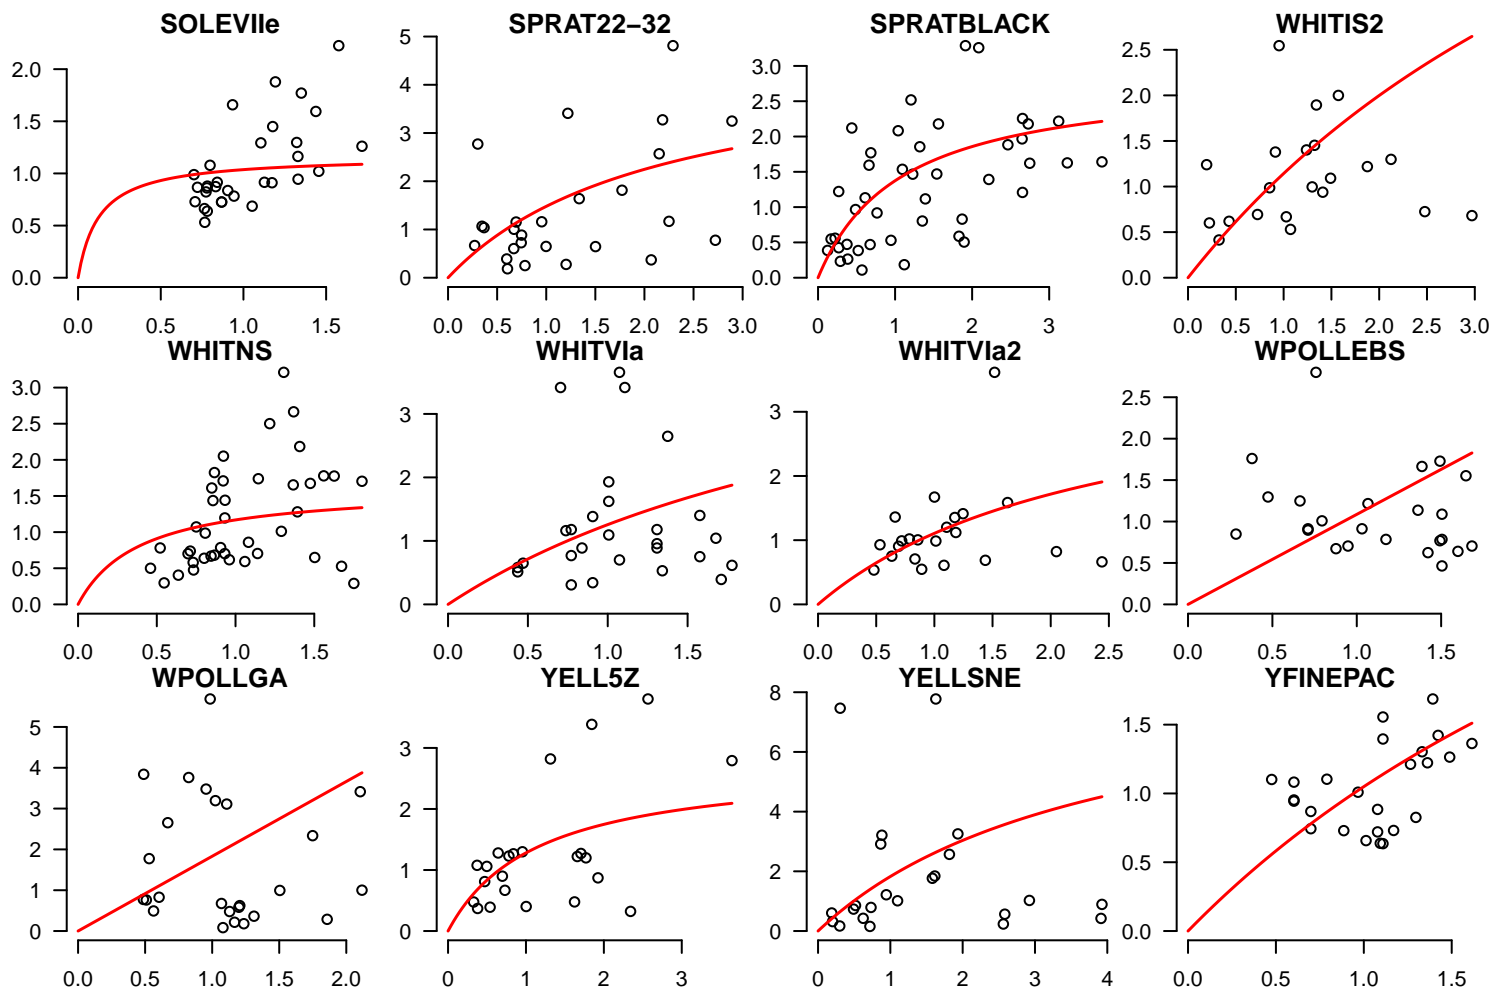 SOLEVIIe SPRAT22–32 SPRATBLACK WHITIS2
0.0 0.5 1.0 1.5 2.0
0.0 0.5 1.0 1.5
0 1 2 3 4 5
0.0 0.5 1.0 1.5 2.0 2.5 3.0
0.0 0.5 1.0 1.5 2.0 2.5 3.0
0 1 3
0.0 0.5 1.0 1.5 2.0 2.5
0.0 0.5 1.0 1.5 2.0 2.5 3.0
WHITNS WHITVIa WHITVIa2 WPOLLEBS
0.0 0.5 1.0 1.5 2.0 2.5 3.0
0.0 0.5 1.0 1.5
0 1 2 3
0.0 0.5 1.0 1.5
0 1 2 3
0.0 0.5 1.0 1.5 2.0 2.5
0.0 0.5 1.0 1.5 2.0 2.5
0.0 0.5 1.0 1.5
WPOLLGA YELL5Z YELLSNE YFINEPAC
0 1 2 3 4 5
0.0 0.5 1.0 1.5 2.0
0 1 2 3
0 1 2 3
0 2 4 6 8
0 1 2 3 4
0.0 0.5 1.0 1.5
0.0 0.5 1.0 1.5